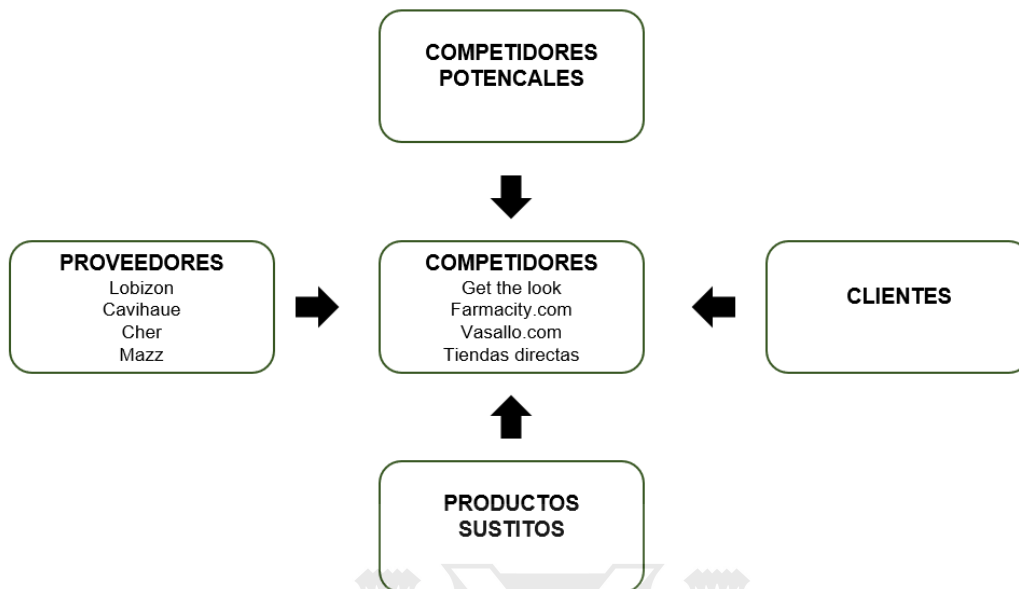 COMPETIDORES
POTENCALES
PROVEEDORES
Lobizon
Cavihaue
Cher
Mazz
COMPETIDORES
Get the look
Farmacity.com
Vasallo.com
Tiendas directas
CLIENTES
PRODUCTOS
SUSTITOS